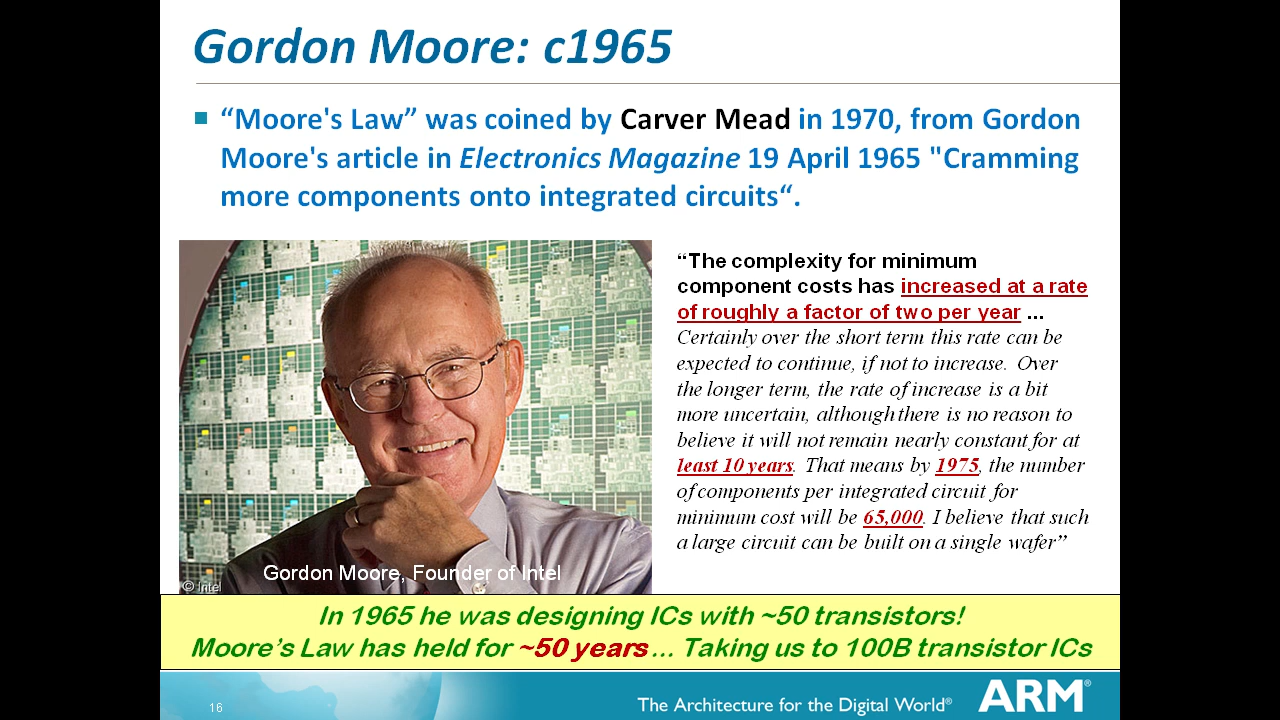 Gordon Moore: c1965
“Moore's Law” was coined by Carver Mead in 1970, from Gordon
Moore's article in Electronics Magazine 19 April 1965 "Cramming
more components onto integrated circuits“.
“The complexity for minimum
component costs has increased at a rate
of roughly a factor of two per year ...
Certainly over the short term this rate can be
expected to continue, if not to increase. Over
the longer term, the rate of increase is a bit
more uncertain, although there is no reason to
believe it will not remain nearly constant for at
least 10 years. That means by 1975, the number
of components per integrated circuit for
minimum cost will be 65,000. I believe that such
a large circuit can be built on a single wafer”
Gordon Moore, Founder of Intel
© Intel
In 1965 he was designing ICs with ~50 transistors!
Moore’s Law has held for ~50 years ... Taking us to 100B transistor ICs
16
The Architecture for the Digital World®
ARM®